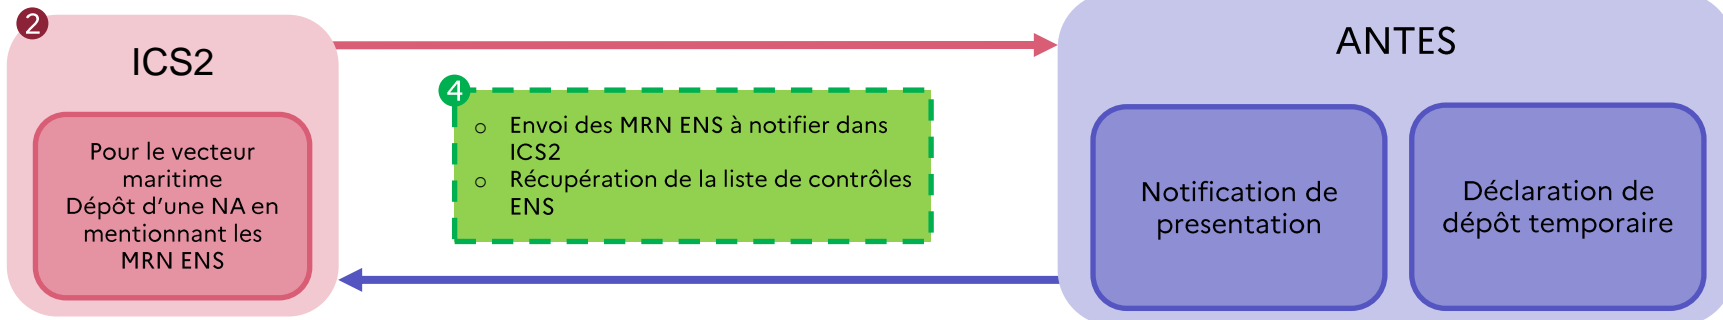 2
ICS2
Pour le vecteur
maritime
Dépôt d’une NA en
mentionnant les
MRN ENS
4
o Envoi des MRN ENS à notifier dans
ICS2
o Récupération de la liste de contrôles
ENS
ANTES
Notification de
presentation
Déclaration de
dépôt temporaire